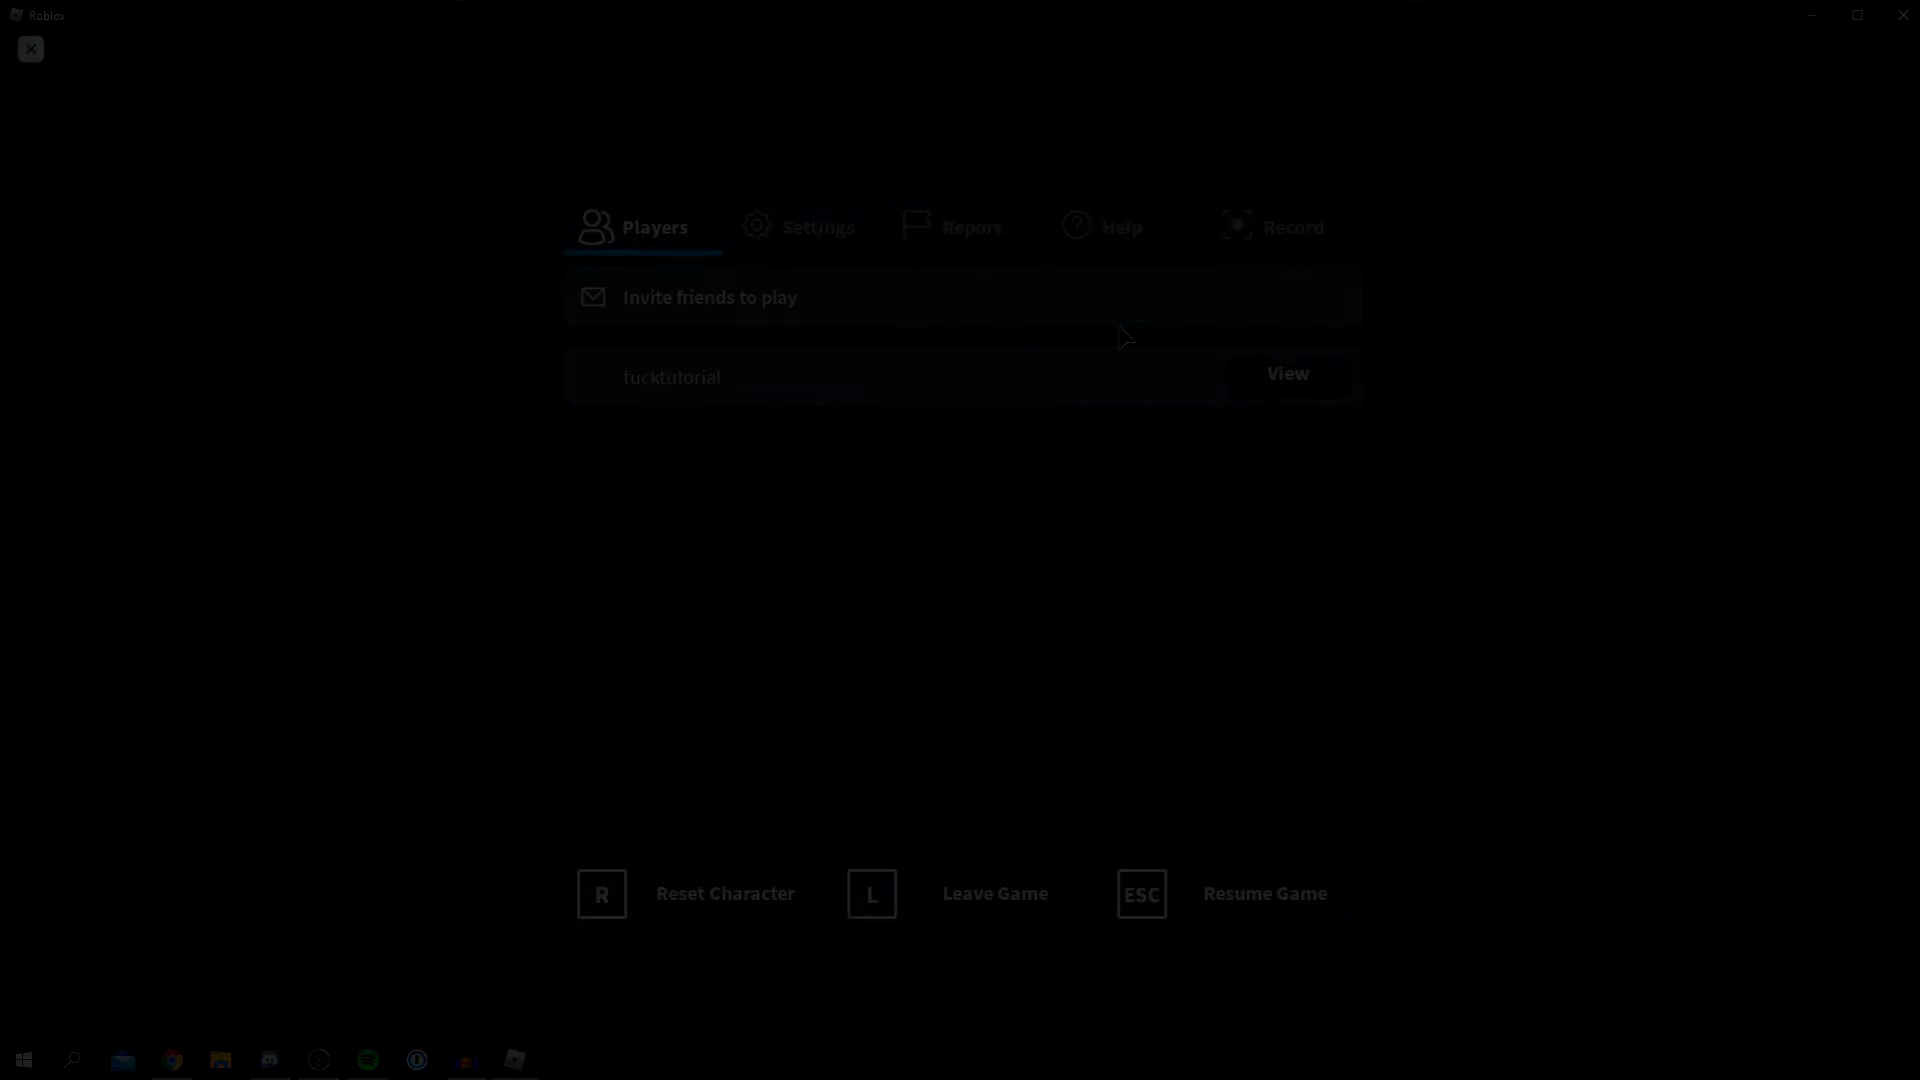 Roblox
Players Settings Report Help Record
Invite friends to play
tucktutorial View
R Reset Character L Leave Game ESC Resume Game